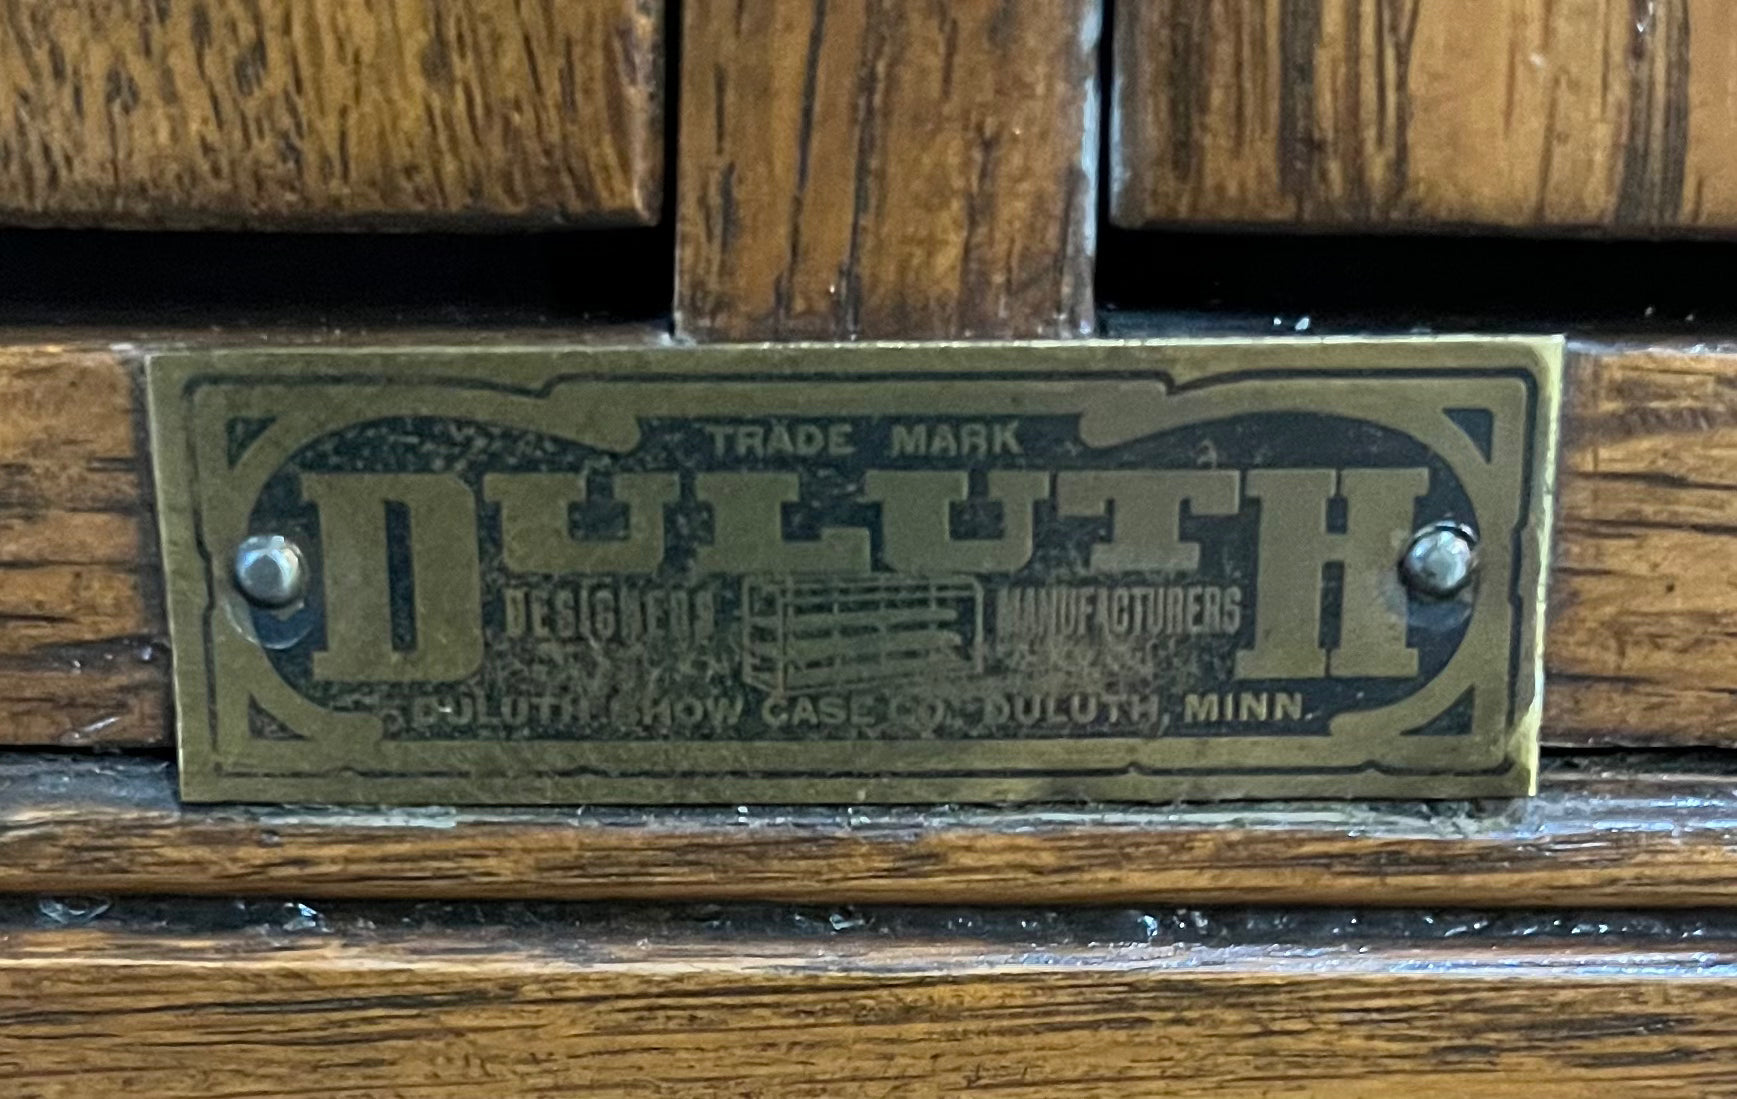 TRADE MARK
DULUTH
DESIGNERS MANUFACTURERS
DULUTH SHOW CASE CO., DULUTH, MINN.